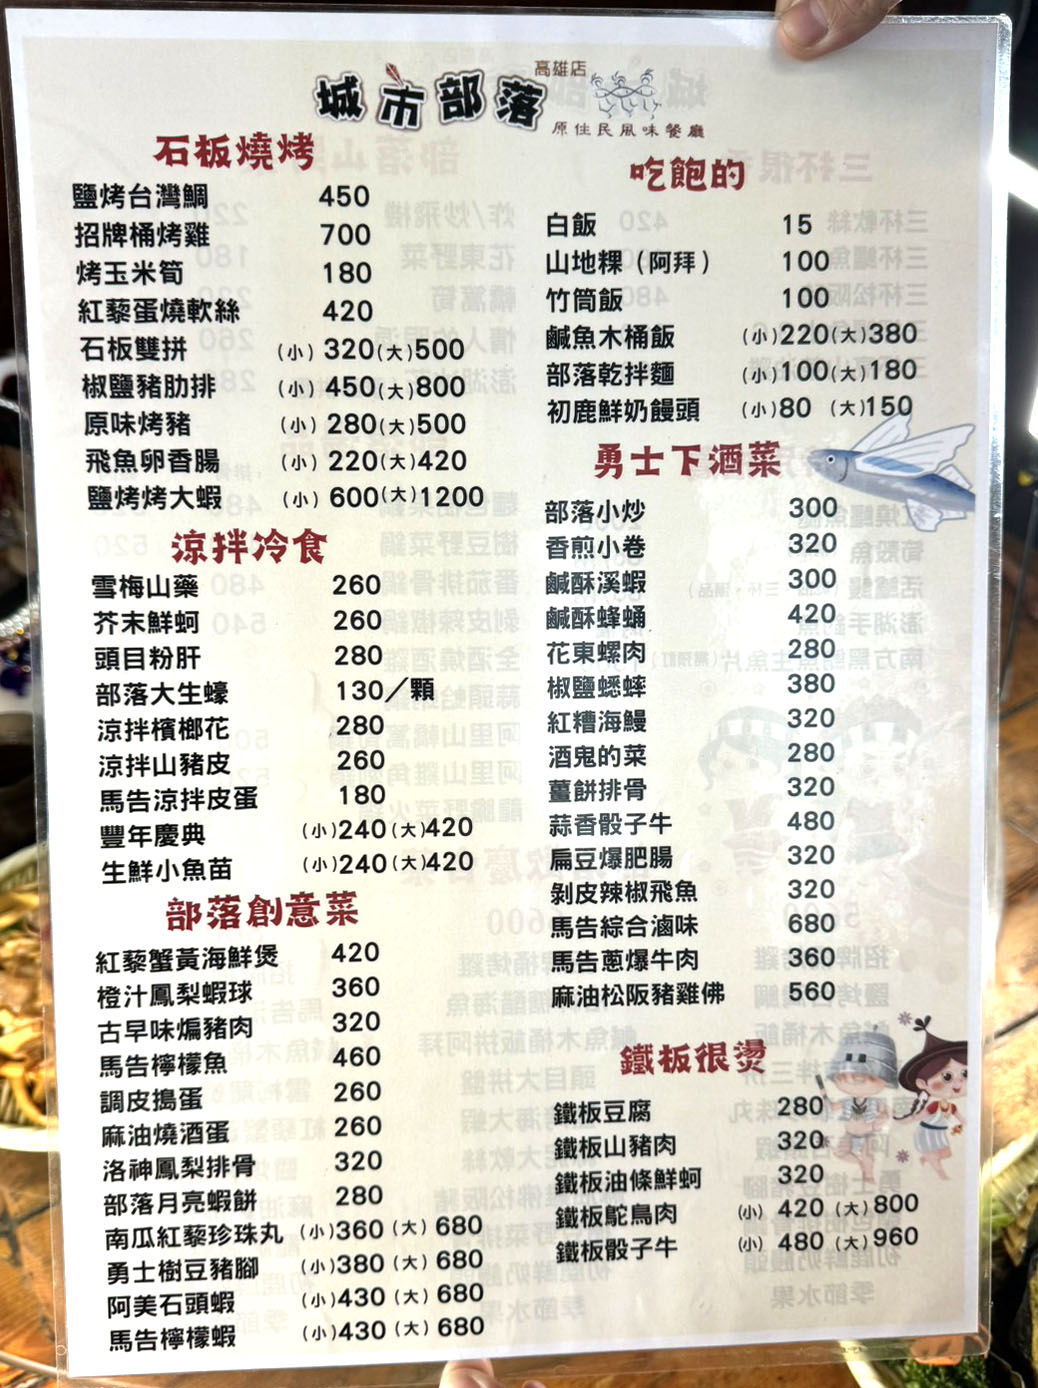 城市部落 高雄店
原住民風味餐廳
石板燒烤
鹽烤台灣鯛 450
招牌桶烤雞 700
烤玉米筍 180
紅藜蛋燒軟絲 420
石板雙拼 (小) 320(大)500
椒鹽豬肋排 (小) 450(大)800
原味烤豬 (小) 280(大)500
飛魚卵香腸 (小) 220(大)420
鹽烤烤大蝦 (小) 600(大)1200
涼拌冷食
雪梅山藥 260
芥末鮮蚵 260
頭目粉肝 280
部落大生蠔 130/顆
涼拌檳榔花 280
涼拌山豬皮 260
馬告涼拌皮蛋 180
豐年慶典 (小)240(大)420
生鮮小魚苗 (小)240(大)420
部落創意菜
紅藜蟹黃海鮮煲 420
橙汁鳳梨蝦球 360
古早味煸豬肉 320
馬告檸檬魚 460
調皮搗蛋 260
麻油燒酒蛋 260
洛神鳳梨排骨 320
部落月亮蝦餅 280
南瓜紅藜珍珠丸 (小)360(大) 680
勇士樹豆豬腳 (小)380(大) 680
阿美石頭蝦 (小)430(大) 680
馬告檸檬蝦 (小)430(大) 680
吃飽的
白飯 15
山地粿(阿拜) 100
竹筒飯 100
鹹魚木桶飯 (小)220(大)380
部落乾拌麵 (小)100(大)180
初鹿鮮奶饅頭 (小)80 (大)150
勇士下酒菜
部落小炒 300
香煎小卷 320
鹹酥溪蝦 300
鹹酥蜂蛹 420
花東螺肉 280
椒鹽蟋蟀 380
紅糟海鰻 320
酒鬼的菜 280
薑餅排骨 320
蒜香骰子牛 480
扁豆爆肥腸 320
剝皮辣椒飛魚 320
馬告綜合滷味 680
馬告蔥爆牛肉 360
麻油松阪豬雞佛 560
鐵板很燙
鐵板豆腐 280
鐵板山豬肉 320
鐵板油條鮮蚵 320
鐵板鴕鳥肉 (小) 420 (大)800
鐵板骰子牛 (小) 480 (大)960